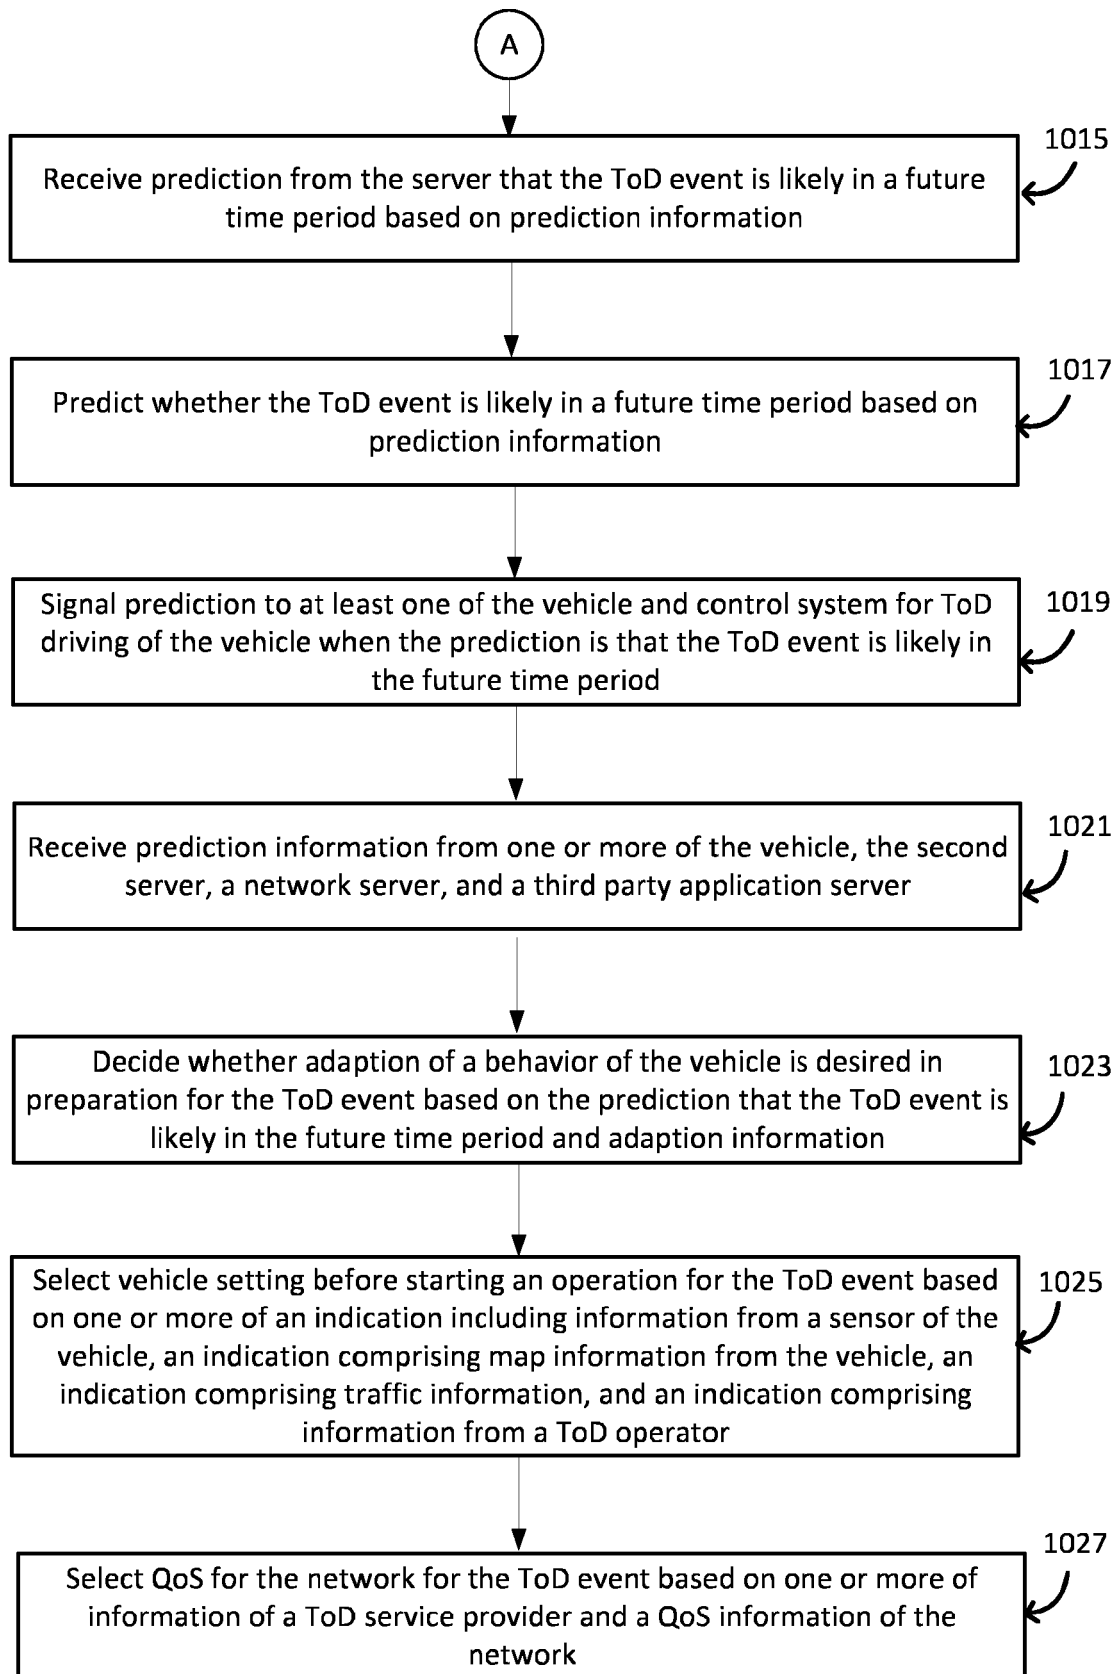 A
1015
Receive prediction from the server that the ToD event is likely in a future
time period based on prediction information
1017
Predict whether the ToD event is likely in a future time period based on
prediction information
1019
Signal prediction to at least one of the vehicle and control system for ToD
driving of the vehicle when the prediction is that the ToD event is likely in
the future time period
1021
Receive prediction information from one or more of the vehicle, the second
server, a network server, and a third party application server
1023
Decide whether adaption of a behavior of the vehicle is desired in
preparation for the ToD event based on the prediction that the ToD event is
likely in the future time period and adaption information
1025
Select vehicle setting before starting an operation for the ToD event based
on one or more of an indication including information from a sensor of the
vehicle, an indication comprising map information from the vehicle, an
indication comprising traffic information, and an indication comprising
information from a ToD operator
1027
Select QoS for the network for the ToD event based on one or more of
information of a ToD service provider and a QoS information of the
network